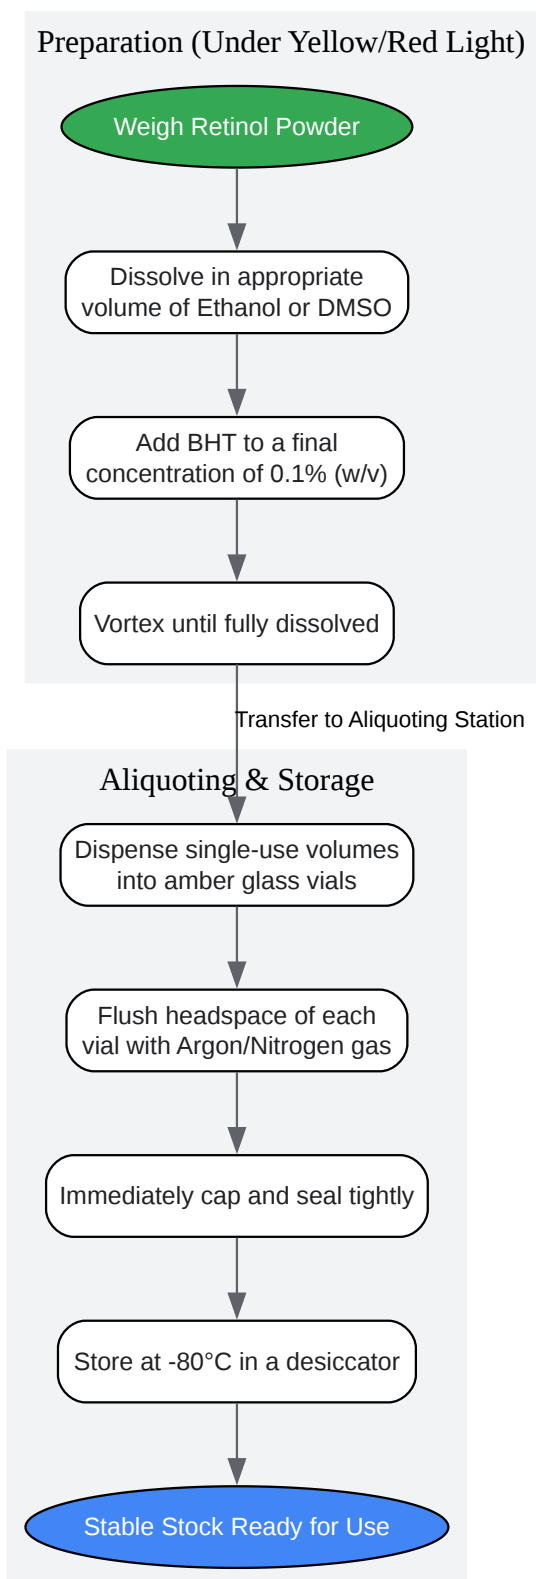 Preparation (Under Yellow/Red Light)
Weigh Retinol Powder
Dissolve in appropriate
volume of Ethanol or DMSO
Add BHT to a final
concentration of 0.1% (w/v)
Vortex until fully dissolved
Transfer to Aliquoting Station
Aliquoting & Storage
Dispense single-use volumes
into amber glass vials
Flush headspace of each
vial with Argon/Nitrogen gas
Immediately cap and seal tightly
Store at -80°C in a desiccator
Stable Stock Ready for Use